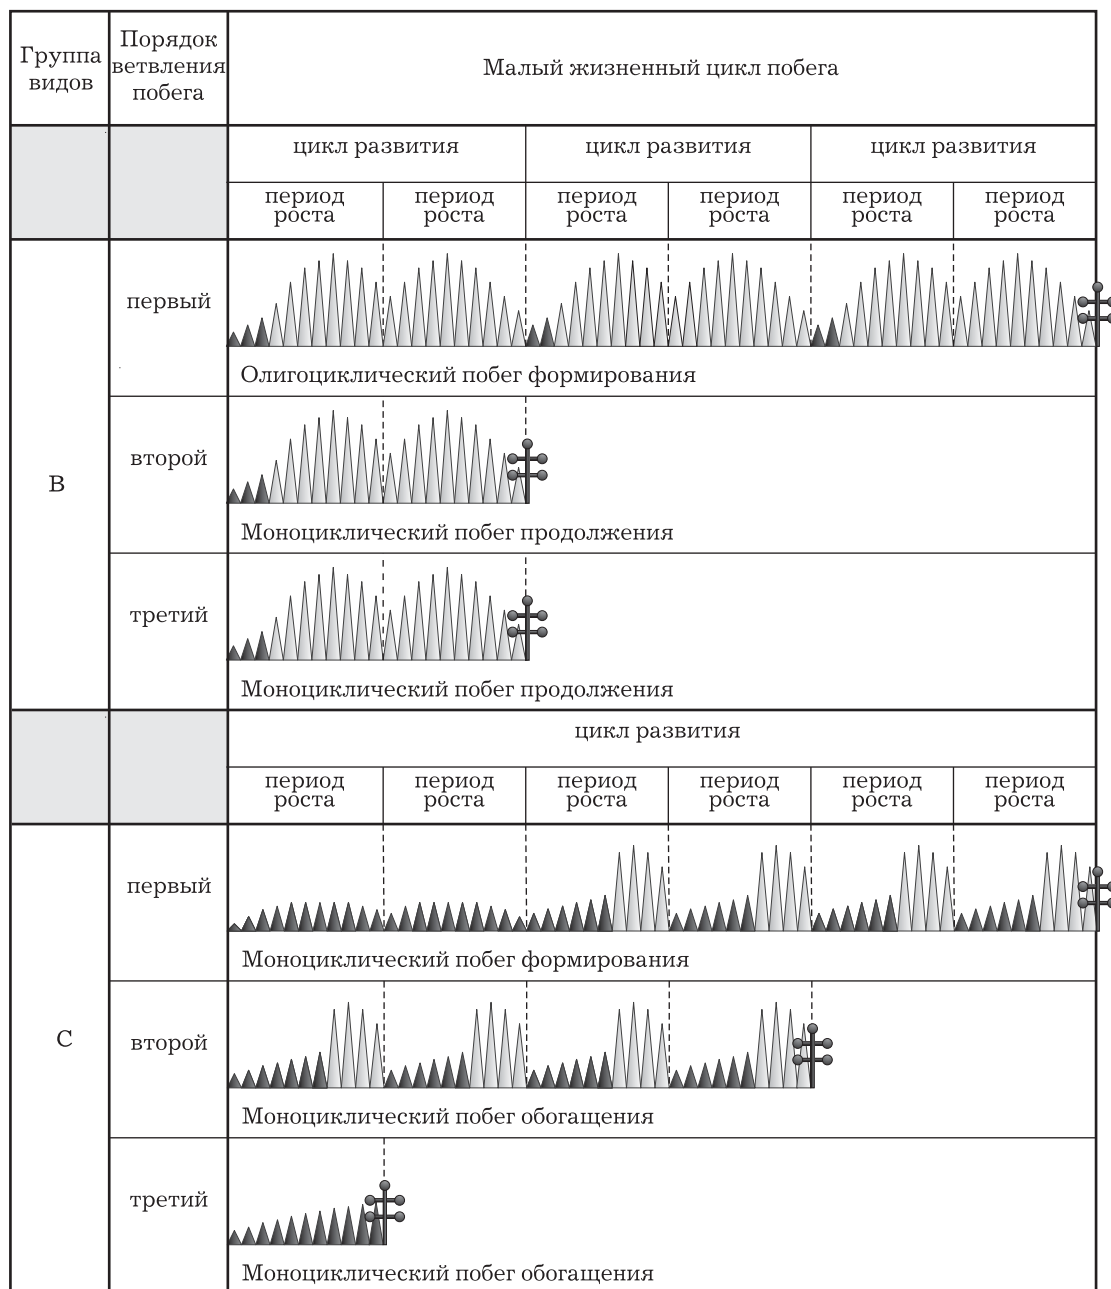 Группа
видов
Порядок
ветвления
побега
Малый жизненный цикл побега
цикл развития
цикл развития
цикл развития
период
роста
период
роста
период
роста
период
роста
период
роста
период
роста
B
первый
Олигоциклический побег формирования
второй
Моноциклический побег продолжения
третий
Моноциклический побег продолжения
цикл развития
период
роста
период
роста
период
роста
период
роста
период
роста
период
роста
C
первый
Моноциклический побег формирования
второй
Моноциклический побег обогащения
третий
Моноциклический побег обогащения